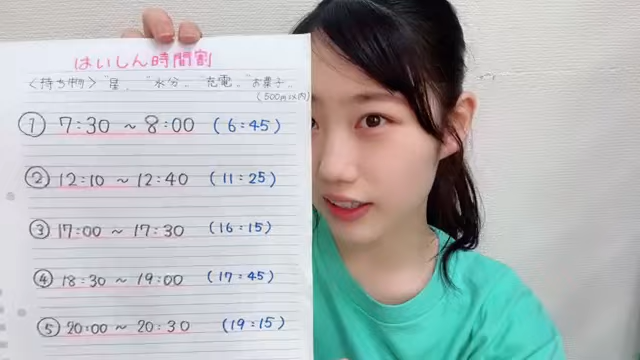 はいしん時間割
<持ち物> "星" "水分" "充電" "お菓子"
(500円以内)
① 7:30 ~ 8:00 (6:45)
② 12:10 ~ 12:40 (11:25)
③ 17:00 ~ 17:30 (16:15)
④ 18:30 ~ 19:00 (17:45)
⑤ 20:00 ~ 20:30 (19:15)